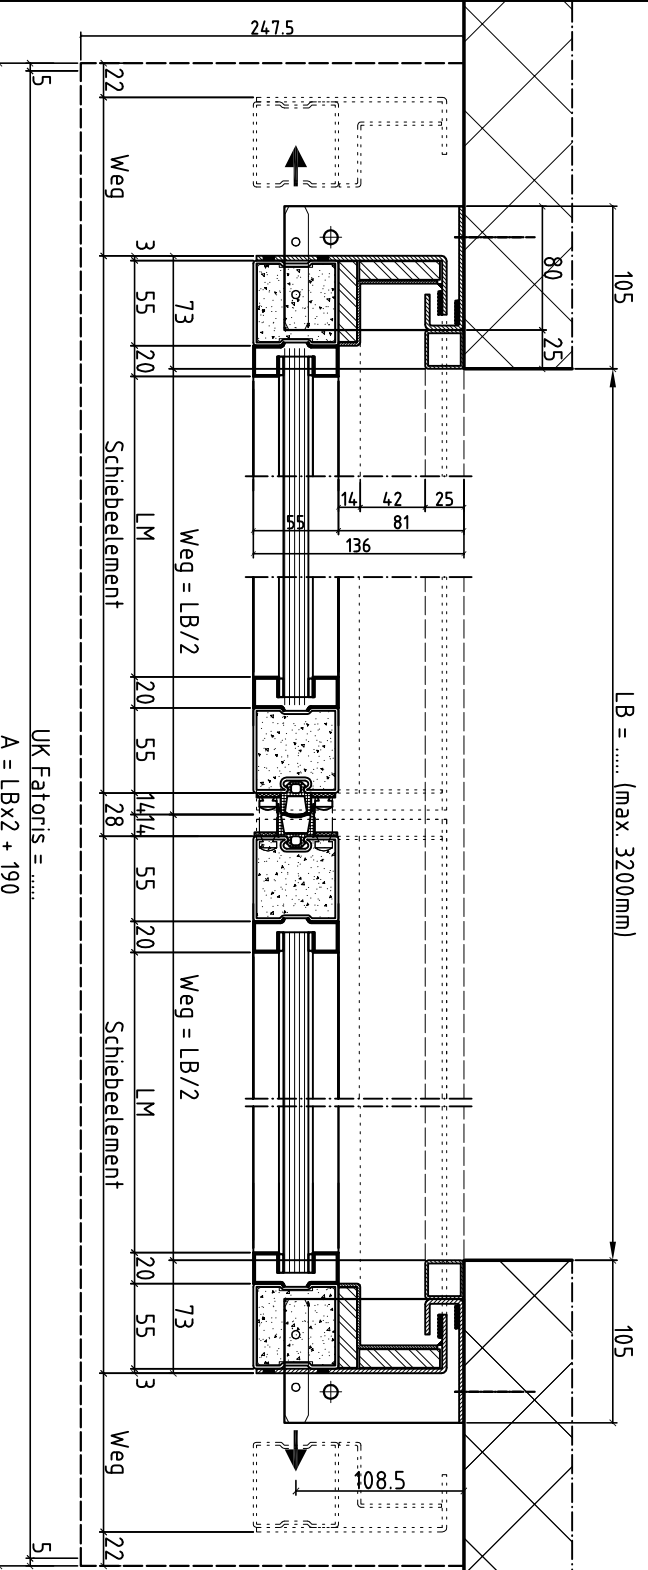 247.5
22
Weg
3
55
73
20
Schiebeelement
LM
Weg = LB/2
20
55
14
14
28
55
20
Weg = LB/2
LM
Schiebeelement
20
55
73
3
Weg
22
5
5
UK Fatoris = .....
A = LBx2 + 190
80
25
105
14
42
25
55
81
136
LB = ..... (max. 3200mm)
105
108.5